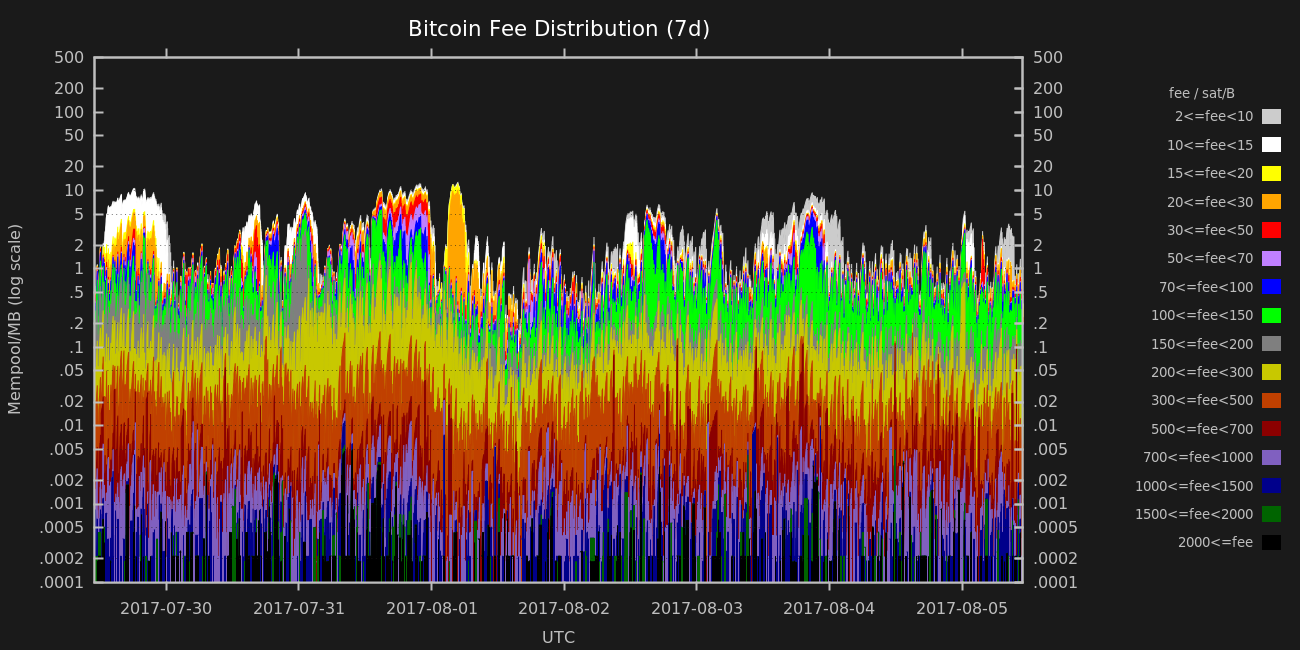 Bitcoin Fee Distribution (7d)
Mempool/MB (log scale)
500
200
100
50
20
10
5
2
1
.5
.2
.1
.05
.02
.01
.005
.002
.001
.0005
.0002
.0001
500
200
100
50
20
10
5
2
1
.5
.2
.1
.05
.02
.01
.005
.002
.001
.0005
.0002
.0001
2017-07-30 2017-07-31 2017-08-01 2017-08-02 2017-08-03 2017-08-04 2017-08-05
UTC
fee / sat/B
2<=fee<10
10<=fee<15
15<=fee<20
20<=fee<30
30<=fee<50
50<=fee<70
70<=fee<100
100<=fee<150
150<=fee<200
200<=fee<300
300<=fee<500
500<=fee<700
700<=fee<1000
1000<=fee<1500
1500<=fee<2000
2000<=fee